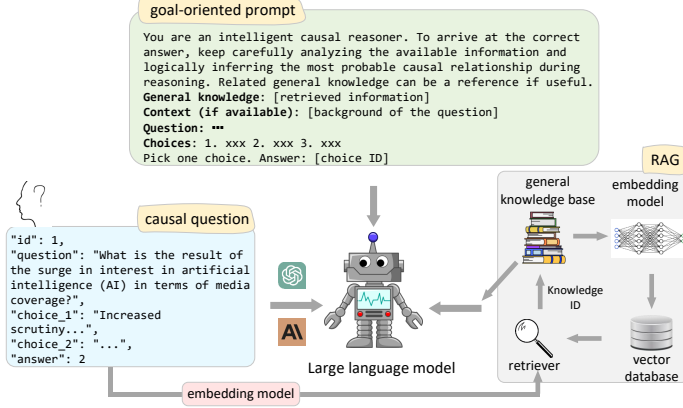 goal-oriented prompt
You are an intelligent causal reasoner. To arrive at the correct
answer, keep carefully analyzing the available information and
logically inferring the most probable causal relationship during
reasoning. Related general knowledge can be a reference if useful.
General knowledge: [retrieved information]
Context (if available): [background of the question]
Question: ┅
Choices: 1. xxx 2. xxx 3. xxx
Pick one choice. Answer: [choice ID]
?
causal question
"id": 1,
"question": "What is the result of
the surge in interest in artificial
intelligence (AI) in terms of media
coverage?",
"choice_1": "Increased
scrutiny...",
"choice_2": "...",
"answer": 2
AI
Large language model
RAG
general
knowledge base
embedding
model
Knowledge
ID
retriever
vector
database
embedding model